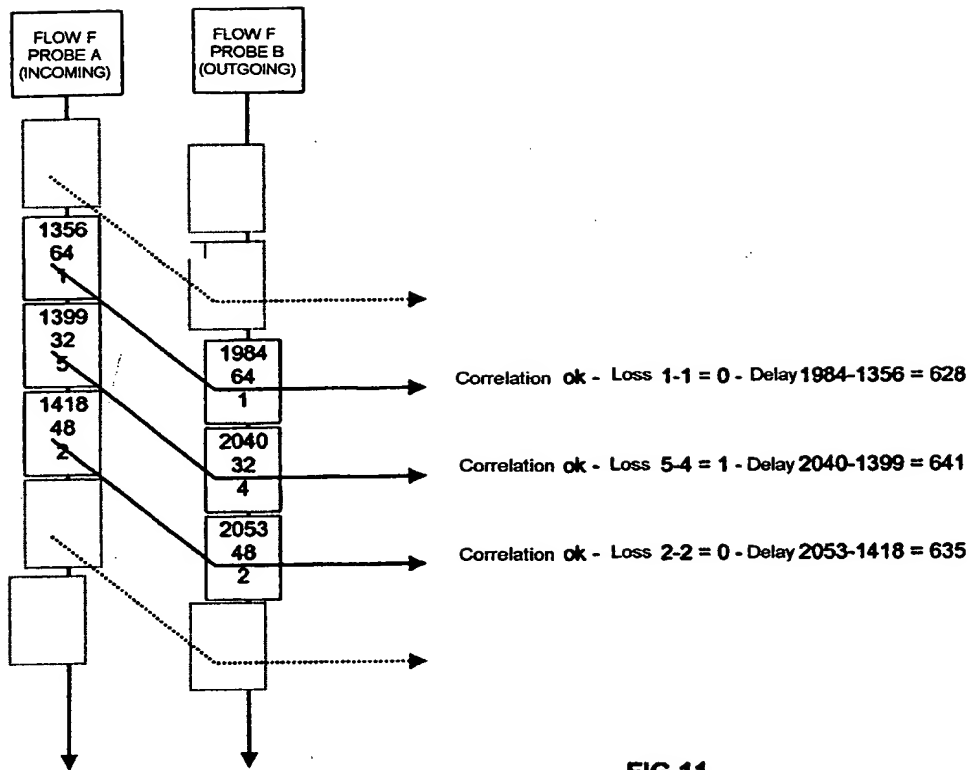 FLOW F
PROBE A
(INCOMING)
FLOW F
PROBE B
(OUTGOING)
1356
64
1
1399
32
5
1418
48
2
1984
64
1
2040
32
4
2053
48
2
Correlation ok - Loss 1-1 = 0 - Delay 1984-1356 = 628
Correlation ok - Loss 5-4 = 1 - Delay 2040-1399 = 641
Correlation ok - Loss 2-2 = 0 - Delay 2053-1418 = 635